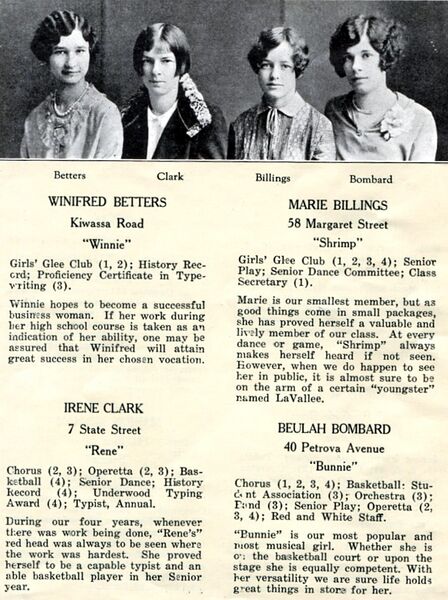 Betters Clark Billings Bombard
WINIFRED BETTERS
Kiwassa Road
"Winnie"
Girls' Glee Club (1, 2); History Rec-
ord; Proficiency Certificate in Type-
writing (3).
Winnie hopes to become a successful
business woman. If her work during
her high school course is taken as an
indication of her ability, one may be
assured that Winifred will attain
great success in her chosen vocation.
IRENE CLARK
7 State Street
"Rene"
Chorus (2, 3); Operetta (2, 3); Bas-
ketball (4); Senior Dance; History
Record (4); Underwood Typing
Award (4); Typist, Annual.
During our four years, whenever
there was work being done, "Rene's"
red head was always to be seen where
the work was hardest. She proved
herself to be a capable typist and an
able basketball player in her Senior
year.
MARIE BILLINGS
58 Margaret Street
"Shrimp"
Girls' Glee Club (1, 2, 3, 4); Senior
Play; Senior Dance Committee; Class
Secretary (1).
Marie is our smallest member, but as
good things come in small packages,
she has proved herself a valuable and
lively member of our class. At every
dance or game, "Shrimp" always
makes herself heard if not seen.
However, when we do happen to see
her in public, it is almost sure to be
on the arm of a certain "youngster"
named LaVallee.
BEULAH BOMBARD
40 Petrova Avenue
"Bunnie"
Chorus (1, 2, 3, 4); Basketball: Stu-
dent Association (3); Orchestra (3);
Band (3); Senior Play; Operetta (2,
3, 4); Red and White Staff.
"Bunnie" is our most popular and
most musical girl. Whether she is
on the basketball court or upon the
stage she is equally competent. With
her versatility we are sure life holds
great things in store for her.